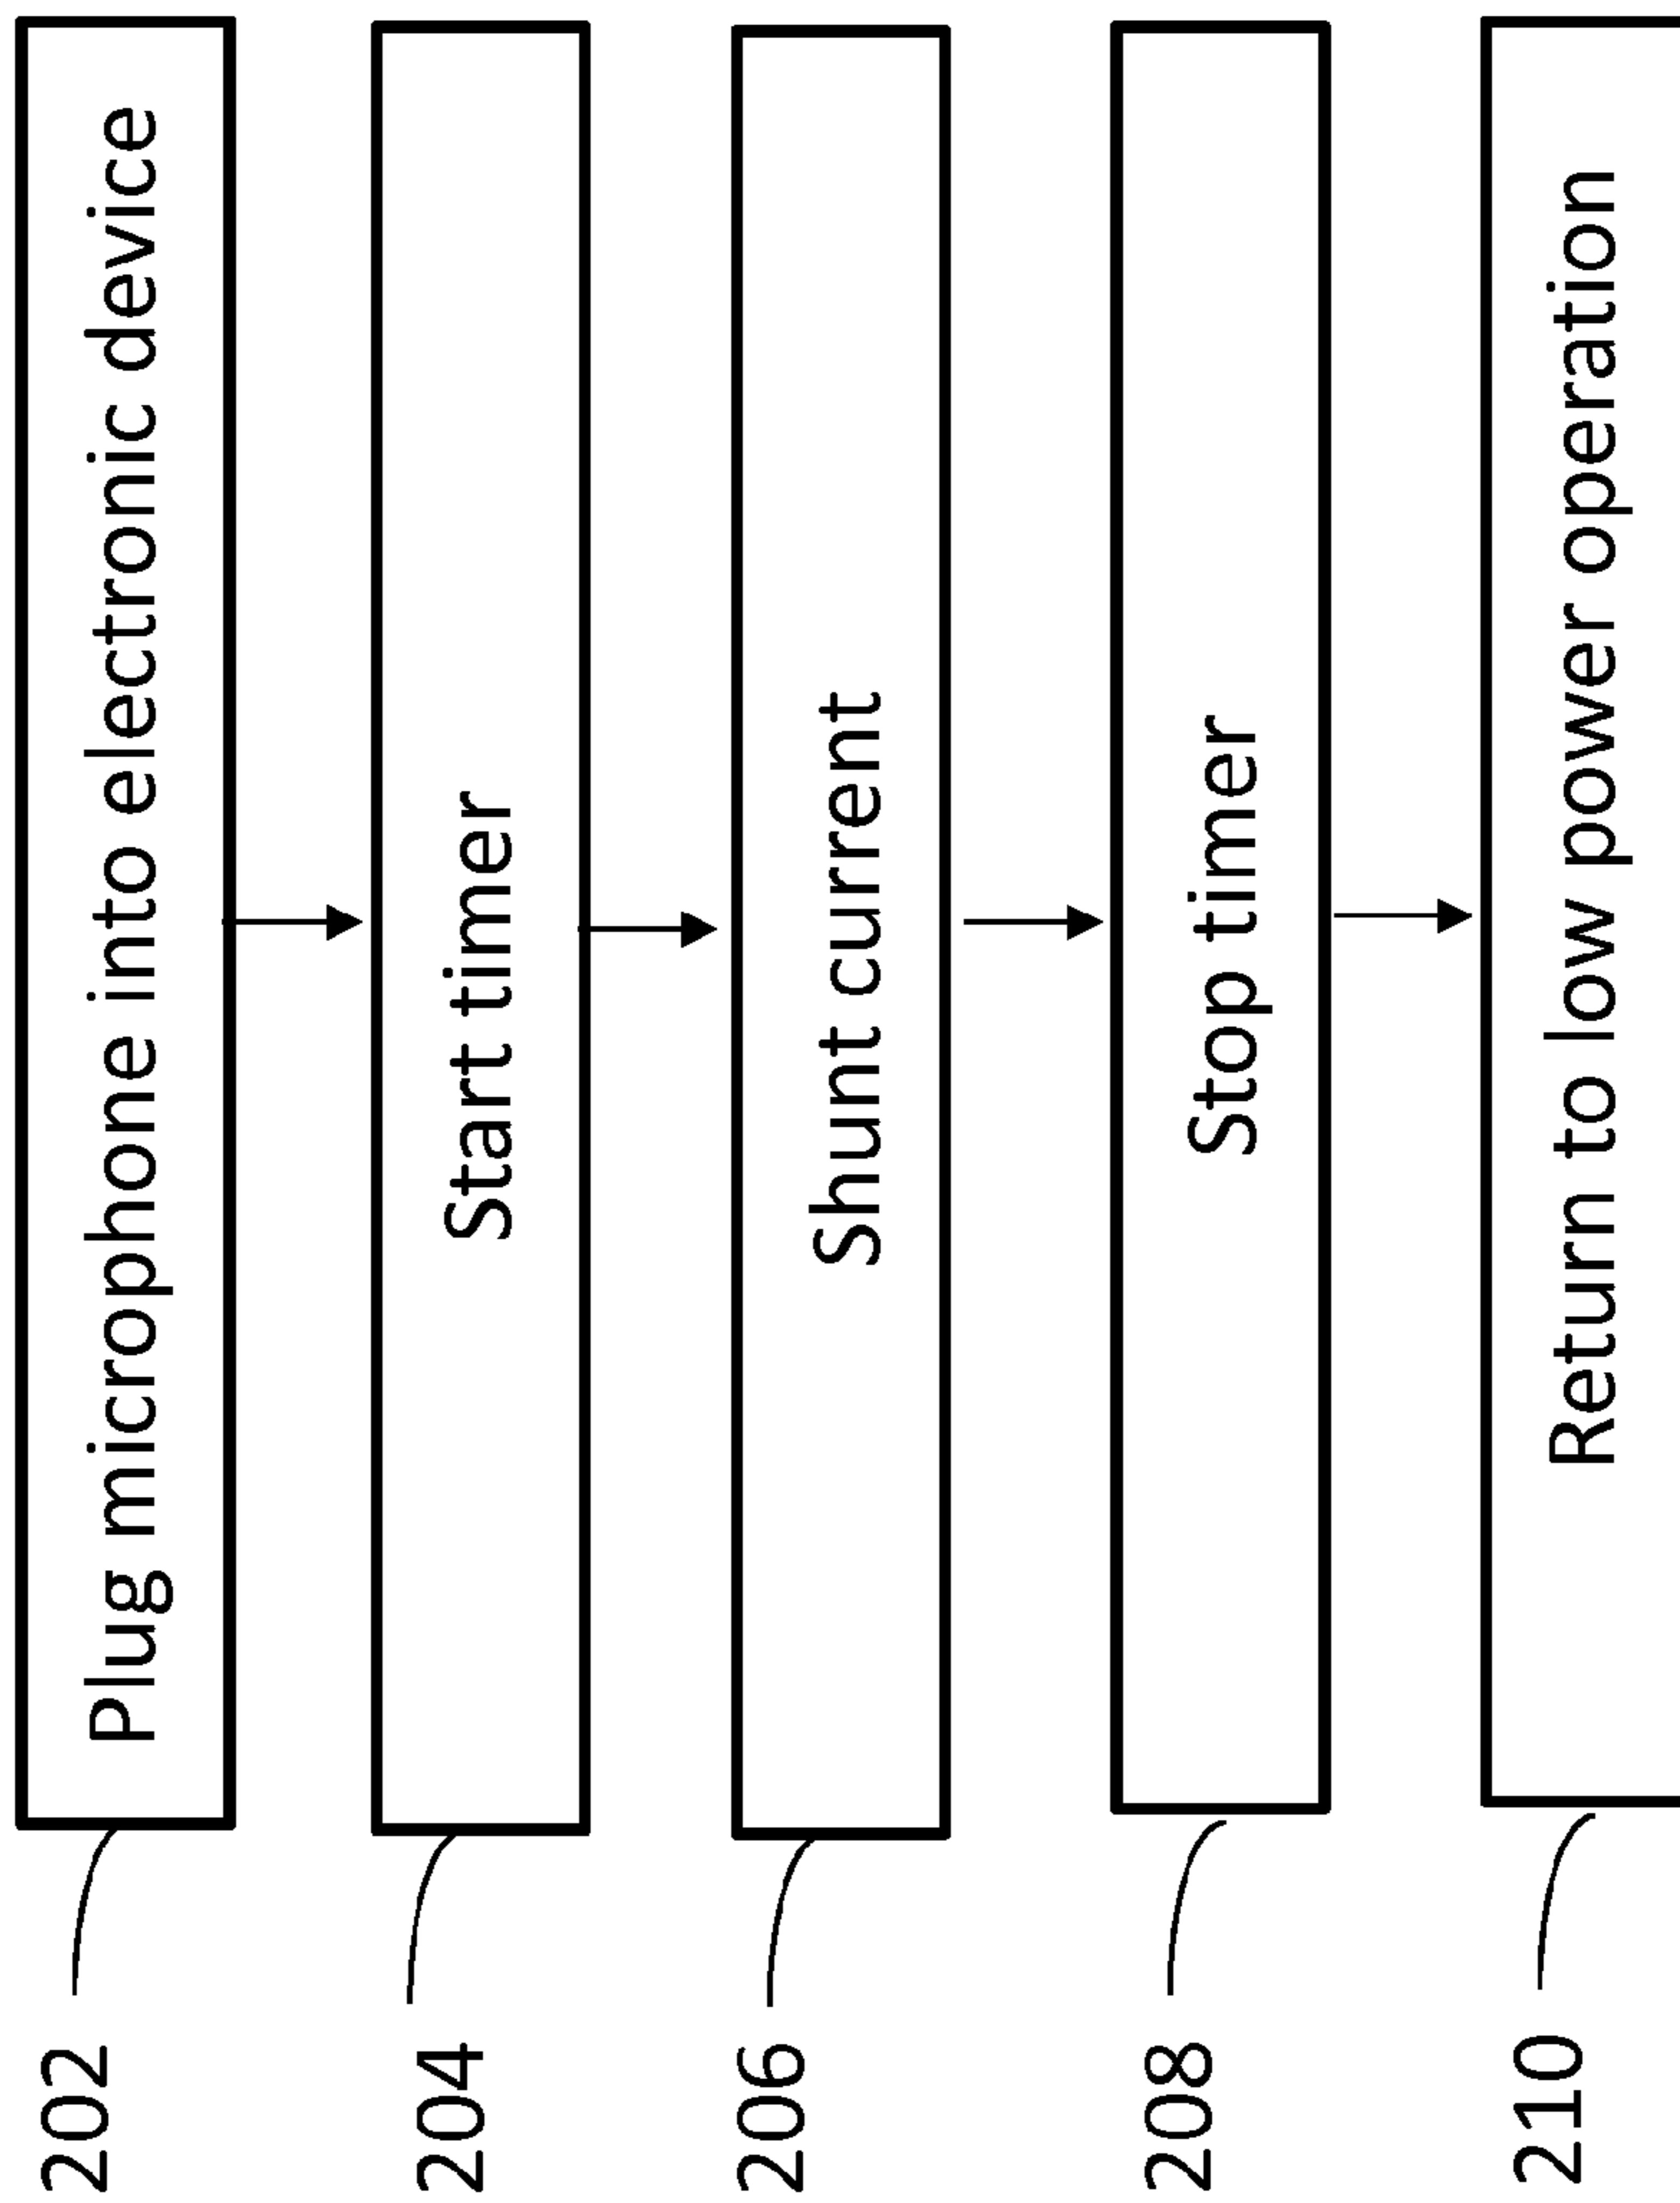 202
Plug microphone into electronic device
204
Start timer
206
Shunt current
208
Stop timer
210
Return to low power operation